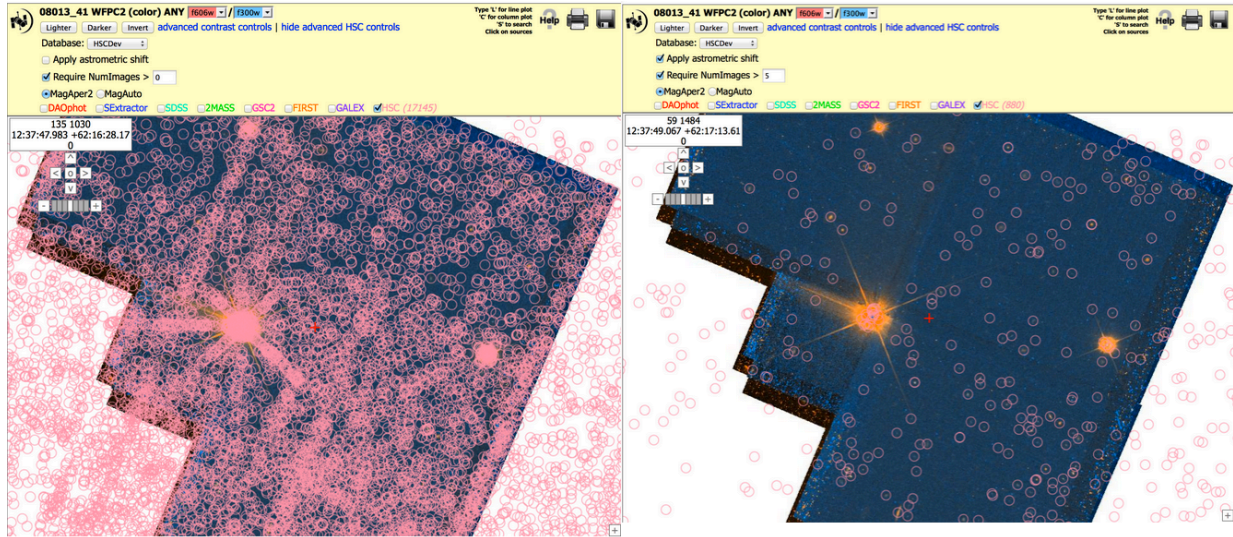 08013_41 WFPC2 (color) ANY f606w / f300w
Type 'L' for line plot
'C' for column plot
'S' to search
Click on sources
Help
Lighter Darker Invert advanced contrast controls | hide advanced HSC controls
Database: HSCDev
Apply astrometric shift
Require NumImages > 0
MagAper2 MagAuto
DAOphot SExtractor SDSS 2MASS GSC2 FIRST GALEX HSC (17145)
135 1030
12:37:47.983 +62:16:28.17
0
^
< o >
v
- +
+
08013_41 WFPC2 (color) ANY f606w / f300w
Type 'L' for line plot
'C' for column plot
'S' to search
Click on sources
Help
Lighter Darker Invert advanced contrast controls | hide advanced HSC controls
Database: HSCDev
Apply astrometric shift
Require NumImages > 5
MagAper2 MagAuto
DAOphot SExtractor SDSS 2MASS GSC2 FIRST GALEX HSC (880)
59 1484
12:37:49.067 +62:17:13.61
0
^
< o >
v
- +
+